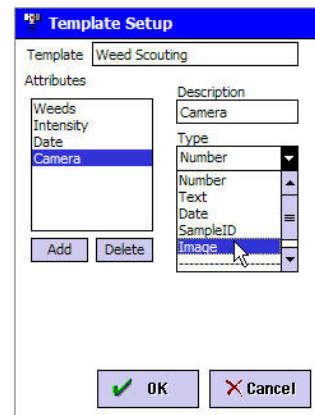 Template Setup
Template Weed Scouting
Attributes
Weeds
Intensity
Date
Camera
Add Delete
Description
Camera
Type
Number
Number
Text
Date
SampleID
Image
OK Cancel